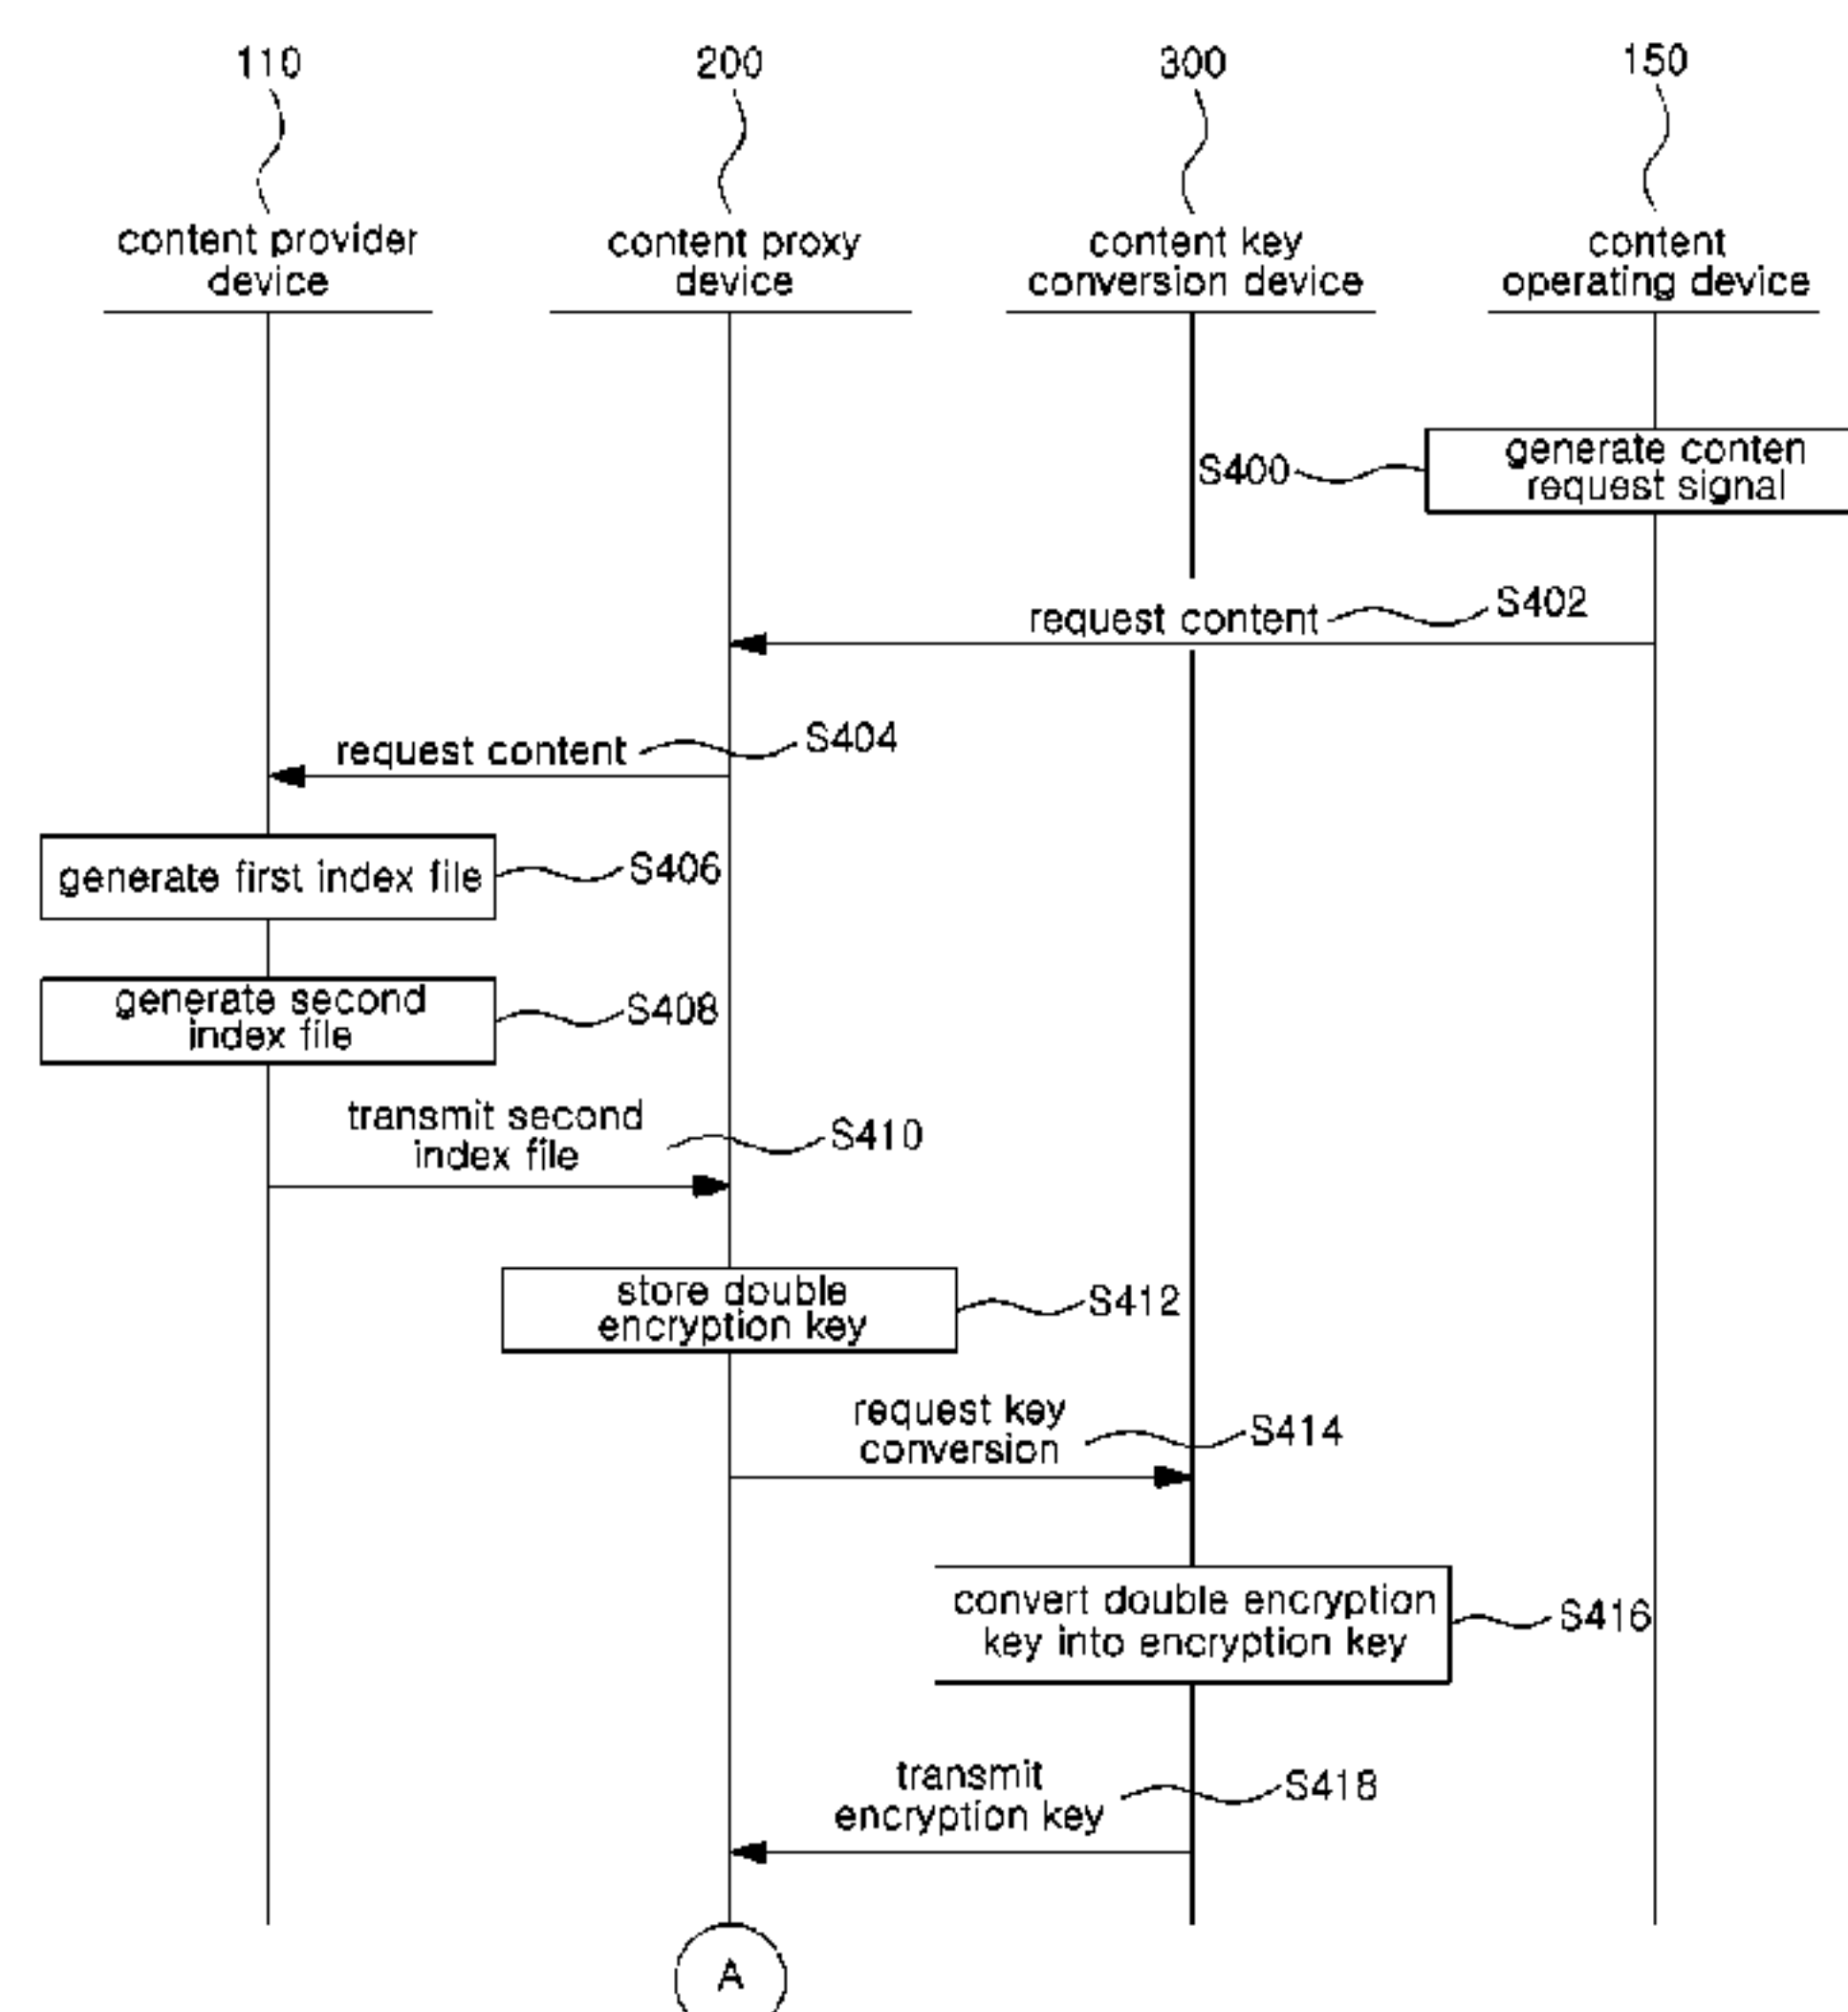 110
200
300
150
content provider
device
content proxy
device
content key
conversion device
content
operating device
generate conten
request signal
S400
request content
S402
request content
S404
generate first index file
S406
generate second
index file
S408
transmit second
index file
S410
store double
encryption key
S412
request key
conversion
S414
convert double encryption
key into encryption key
S416
transmit
encryption key
S418
A